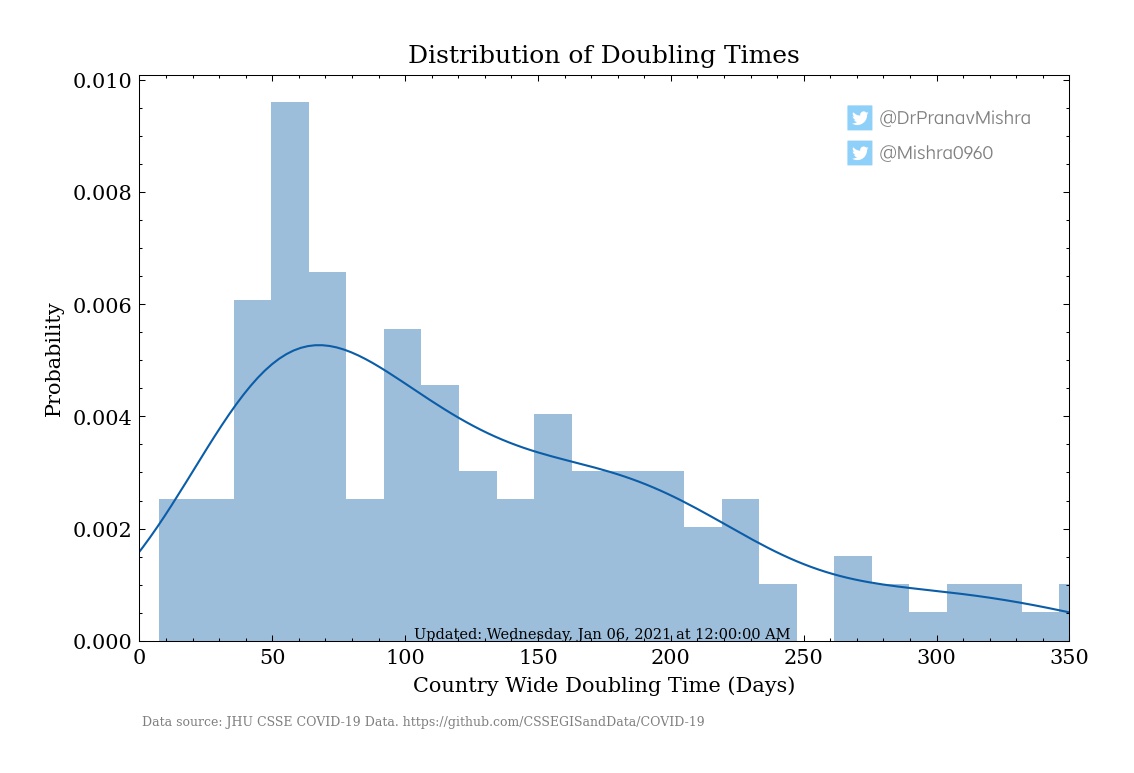 Distribution of Doubling Times
@DrPranavMishra
@Mishra0960
Probability
0.010
0.008
0.006
0.004
0.002
0.000
Updated: Wednesday, Jan 06, 2021 at 12:00:00 AM
0 50 100 150 200 250 300 350
Country Wide Doubling Time (Days)
Data source: JHU CSSE COVID-19 Data. https://github.com/CSSEGISandData/COVID-19